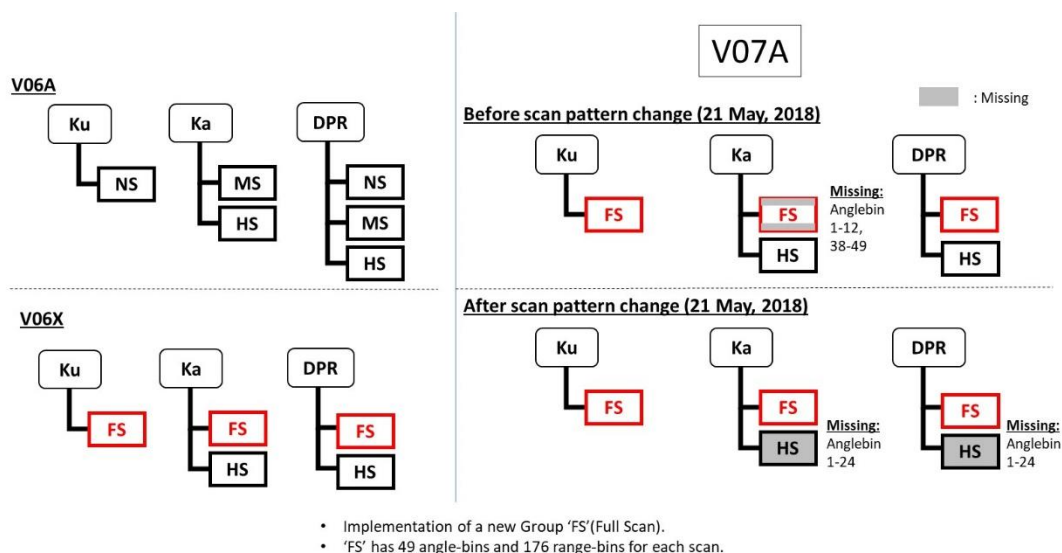 V06A
Ku
Ka
DPR
NS
MS
NS
HS
MS
HS
V06X
Ku
Ka
DPR
FS
FS
FS
HS
HS
V07A
: Missing
Before scan pattern change (21 May, 2018)
Ku
Ka
DPR
FS
FS
Missing:
Anglebin
1-12,
38-49
FS
HS
HS
After scan pattern change (21 May, 2018)
Ku
Ka
DPR
FS
FS
FS
HS
Missing:
Anglebin
1-24
HS
Missing:
Anglebin
1-24
• Implementation of a new Group ‘FS’(Full Scan).
• ‘FS’ has 49 angle-bins and 176 range-bins for each scan.